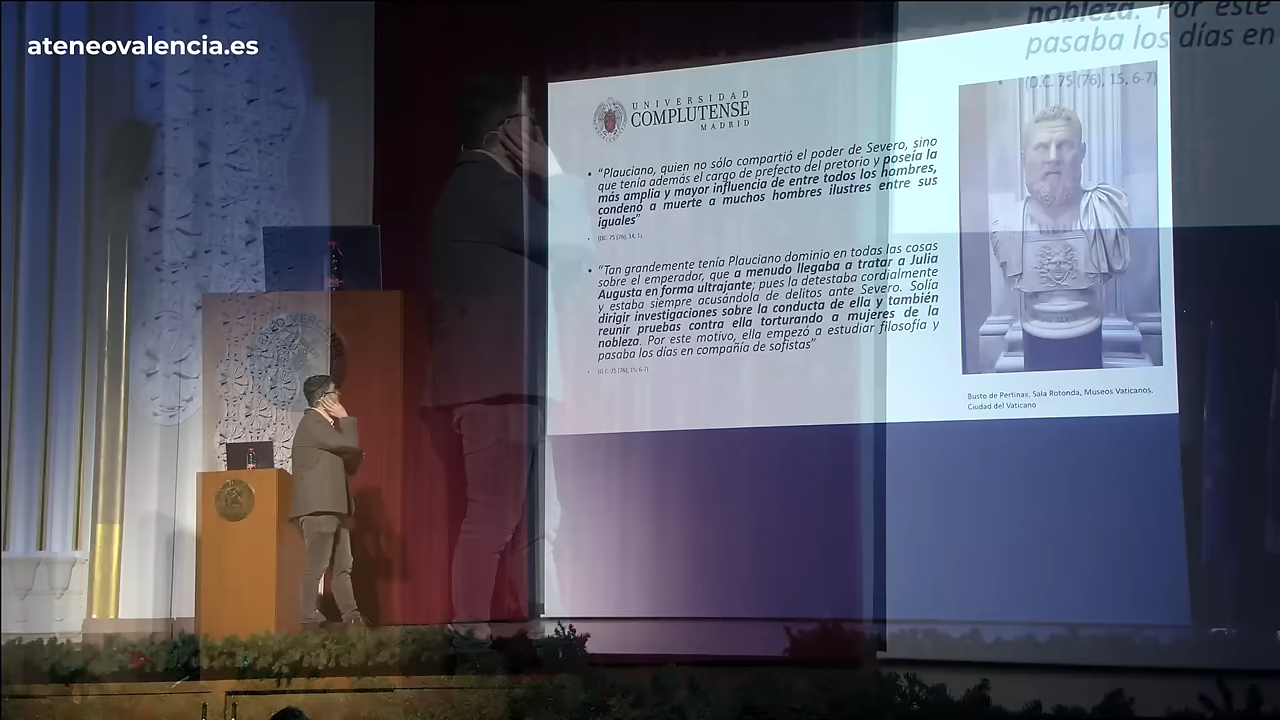 ateneovalencia.es
nobleza. Por este
pasaba los días en
(D.C. 75 (76), 15, 6-7)
UNIVERSIDAD
COMPLUTENSE
MADRID
• “Plauciano, quien no sólo compartió el poder de Severo, sino
que tenía además el cargo de prefecto del pretorio y poseía la
más amplia y mayor influencia de entre todos los hombres,
condenó a muerte a muchos hombres ilustres entre sus
iguales”
• (D.C. 75 (76), 14, 1)
• “Tan grandemente tenía Plauciano dominio en todas las cosas
sobre el emperador, que a menudo llegaba a tratar a Julia
Augusta en forma ultrajante; pues la detestaba cordialmente
y estaba siempre acusándola de delitos ante Severo. Solía
dirigir investigaciones sobre la conducta de ella y también
reunir pruebas contra ella torturando a mujeres de la
nobleza. Por este motivo, ella empezó a estudiar filosofía y
pasaba los días en compañía de sofistas”
• (D.C. 75 (76), 15, 6-7)
Busto de Pertinax, Sala Rotonda, Museos Vaticanos,
Ciudad del Vaticano